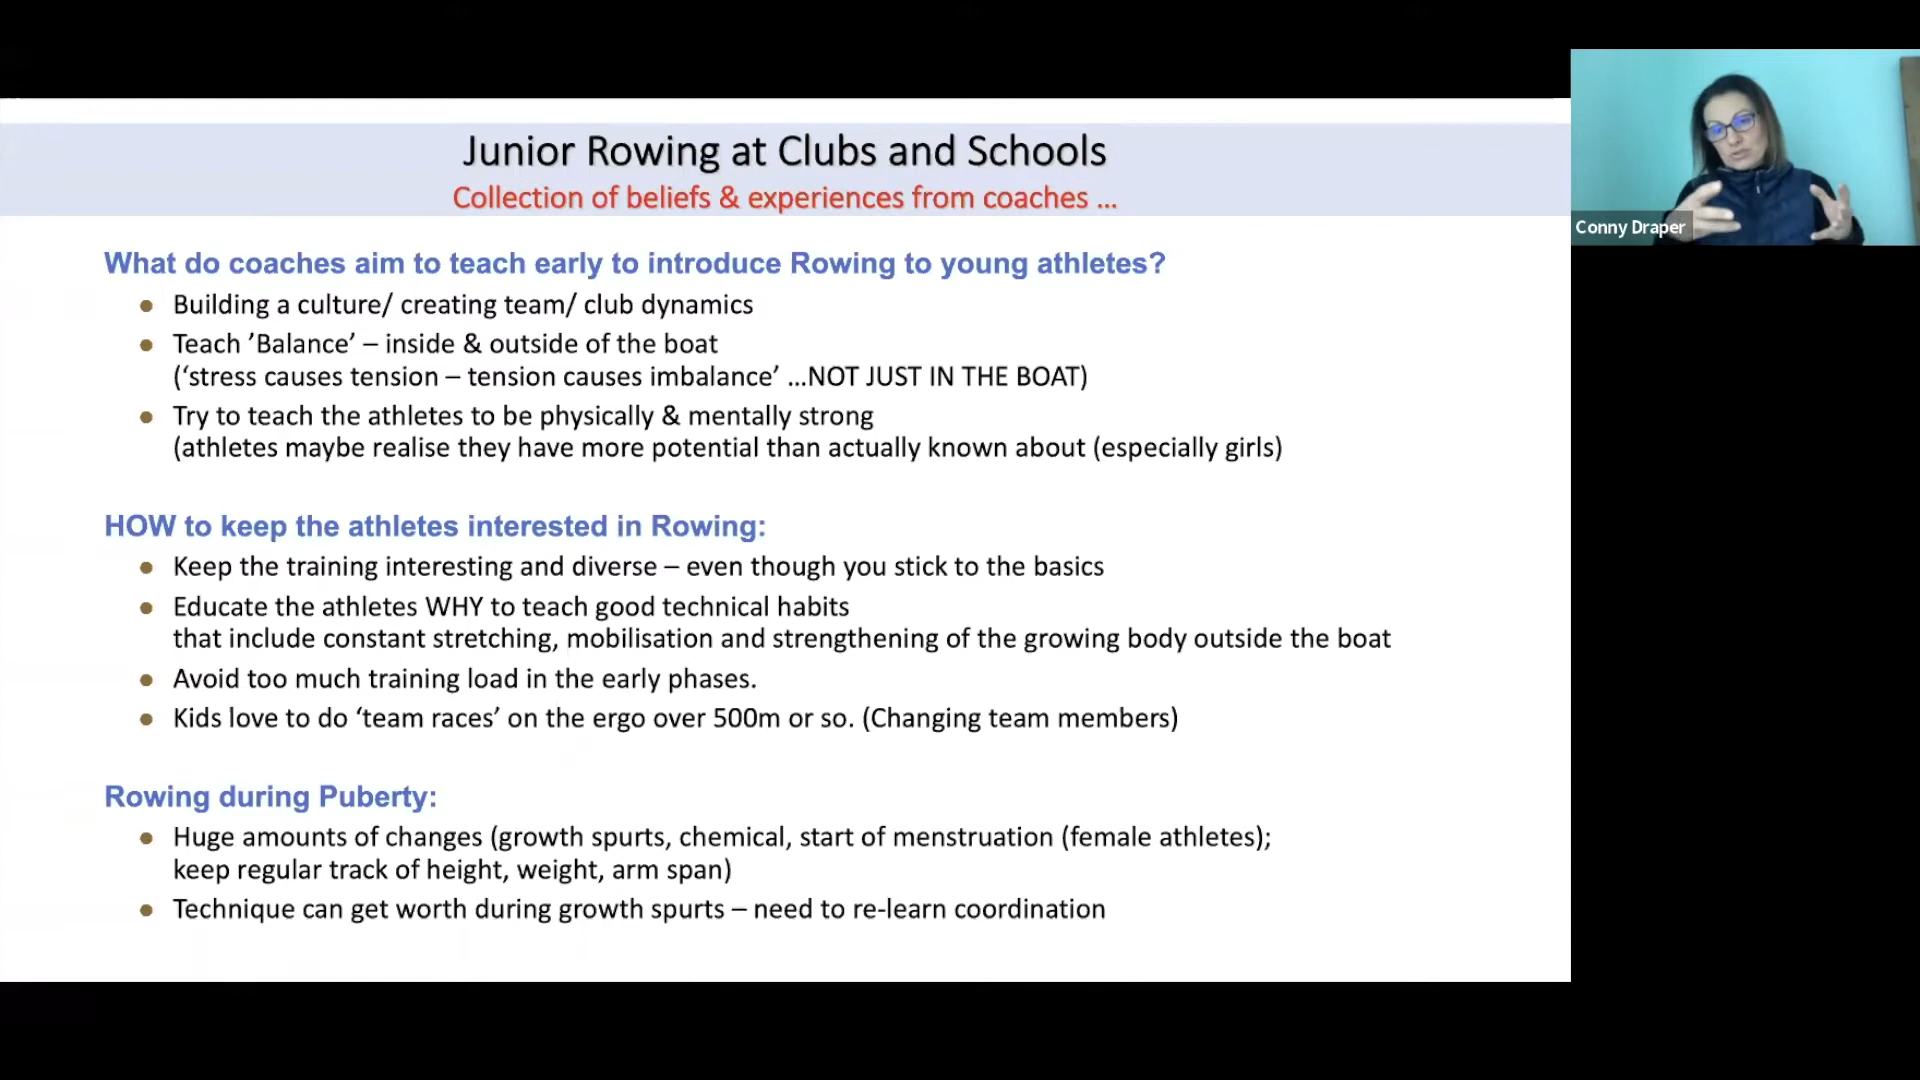 Junior Rowing at Clubs and Schools
Collection of beliefs & experiences from coaches ...
Conny Draper
What do coaches aim to teach early to introduce Rowing to young athletes?
● Building a culture/ creating team/ club dynamics
● Teach ’Balance’ – inside & outside of the boat
(‘stress causes tension – tension causes imbalance’ ...NOT JUST IN THE BOAT)
● Try to teach the athletes to be physically & mentally strong
(athletes maybe realise they have more potential than actually known about (especially girls)
HOW to keep the athletes interested in Rowing:
● Keep the training interesting and diverse – even though you stick to the basics
● Educate the athletes WHY to teach good technical habits
that include constant stretching, mobilisation and strengthening of the growing body outside the boat
● Avoid too much training load in the early phases.
● Kids love to do ‘team races’ on the ergo over 500m or so. (Changing team members)
Rowing during Puberty:
● Huge amounts of changes (growth spurts, chemical, start of menstruation (female athletes);
keep regular track of height, weight, arm span)
● Technique can get worth during growth spurts – need to re-learn coordination